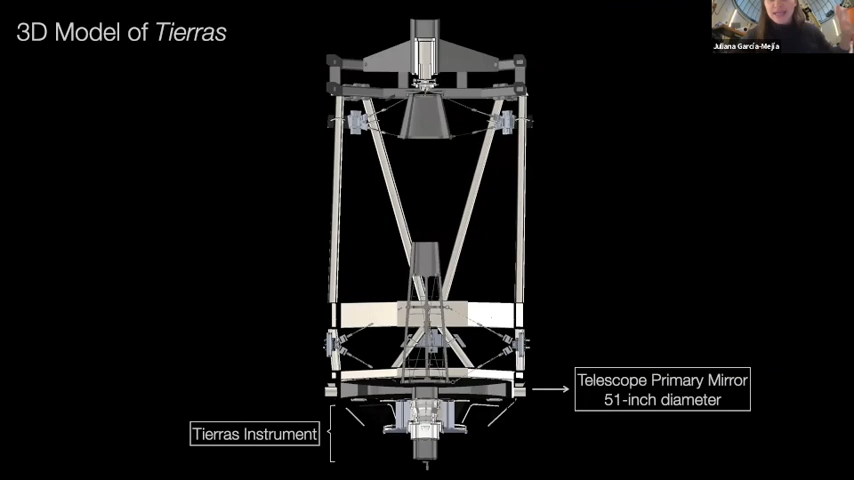 3D Model of Tierras
Juliana García-Mejía
Telescope Primary Mirror
51-inch diameter
Tierras Instrument